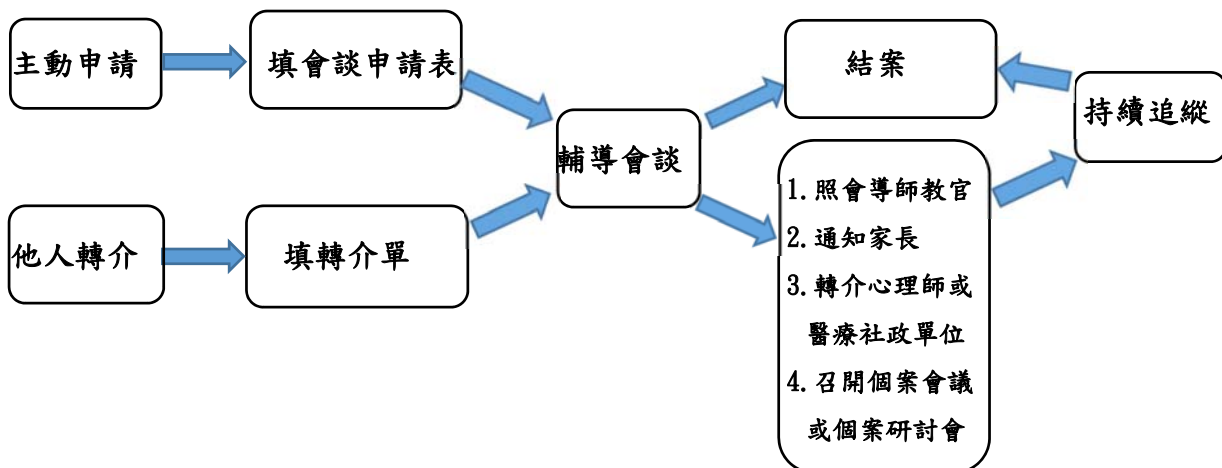 主動申請
填會談申請表
他人轉介
填轉介單
輔導會談
結案
1. 照會導師教官
2. 通知家長
3. 轉介心理師或
醫療社政單位
4. 召開個案會議
或個案研討會
持續追縱